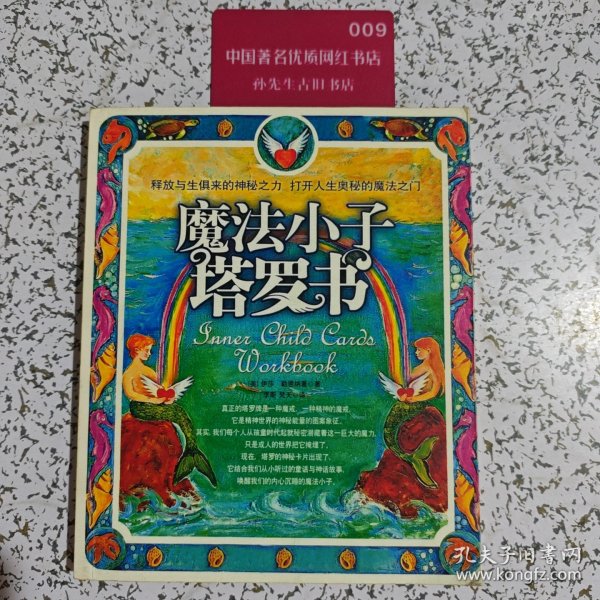 009
中国著名优质网红书店
孙先生古旧书店
释放与生俱来的神秘之力 打开人生奥秘的魔法之门
魔法小子
塔罗书
Inner Child Cards
Workbook
[美] 伊莎·勒恩纳著
真正的塔罗牌是一种魔戒,一种精神的魔戒,
它是精神世界的神秘能量的图案象征。
其实,我们每个人从孩童时代起就秘密潜藏着这一巨大的魔力,
只是成人的世界把它掩埋了。
现在,塔罗的神秘卡片出现了,
它结合我们从小听过的童话与神话故事,
唤醒我们的内心沉睡的魔法小子。
孔夫子旧书网
www.kongfz.com